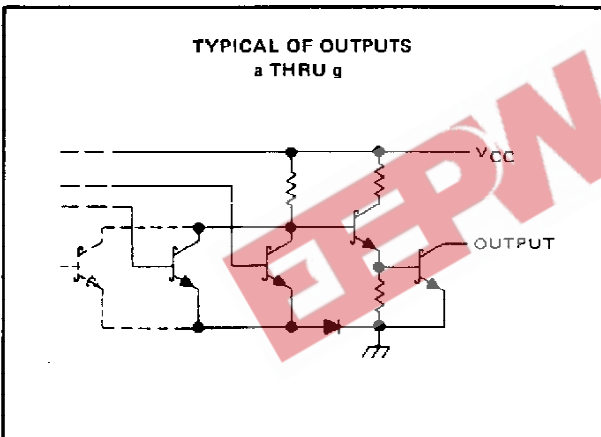 TYPICAL OF OUTPUTS
a THRU g
VCC
OUTPUT
EEPW